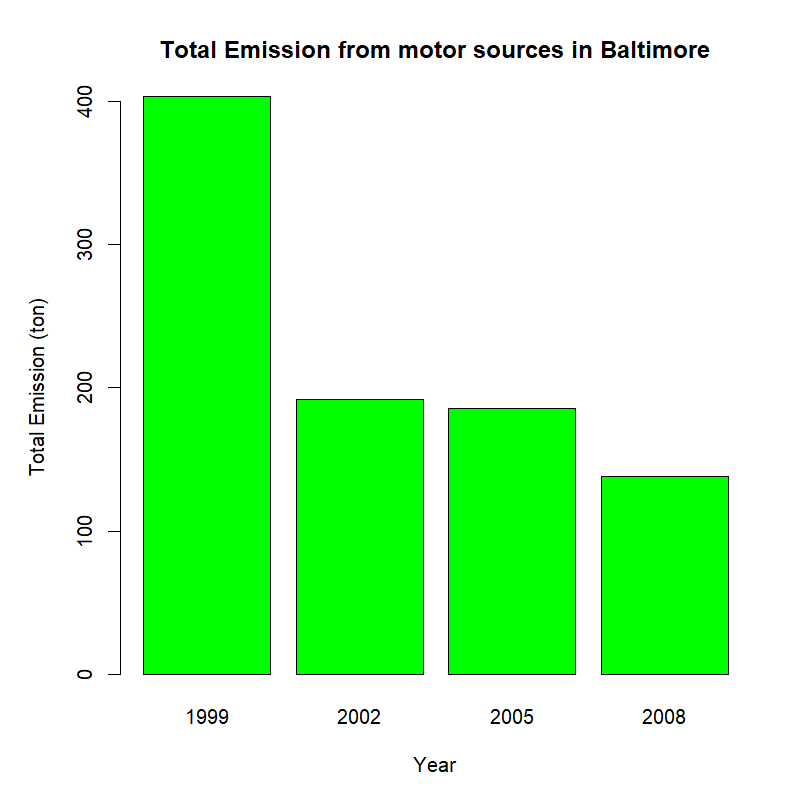 Total Emission from motor sources in Baltimore
Total Emission (ton)
400
300
200
100
0
1999 2002 2005 2008
Year